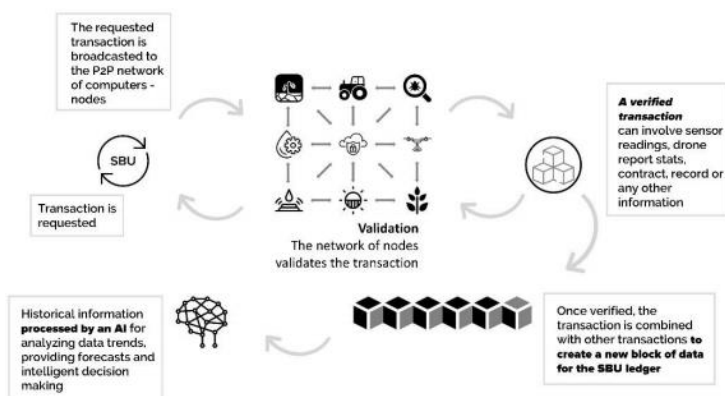 The requested
transaction is
broadcasted to
the P2P network
of computers -
nodes
SBU
Transaction is
requested
Validation
The network of nodes
validates the transaction
A verified
transaction
can involve sensor
readings, drone
report stats,
contract, record or
any other
information
Historical information
processed by an AI for
analyzing data trends,
providing forecasts and
intelligent decision
making
Once verified, the
transaction is combined
with other transactions to
create a new block of data
for the SBU ledger